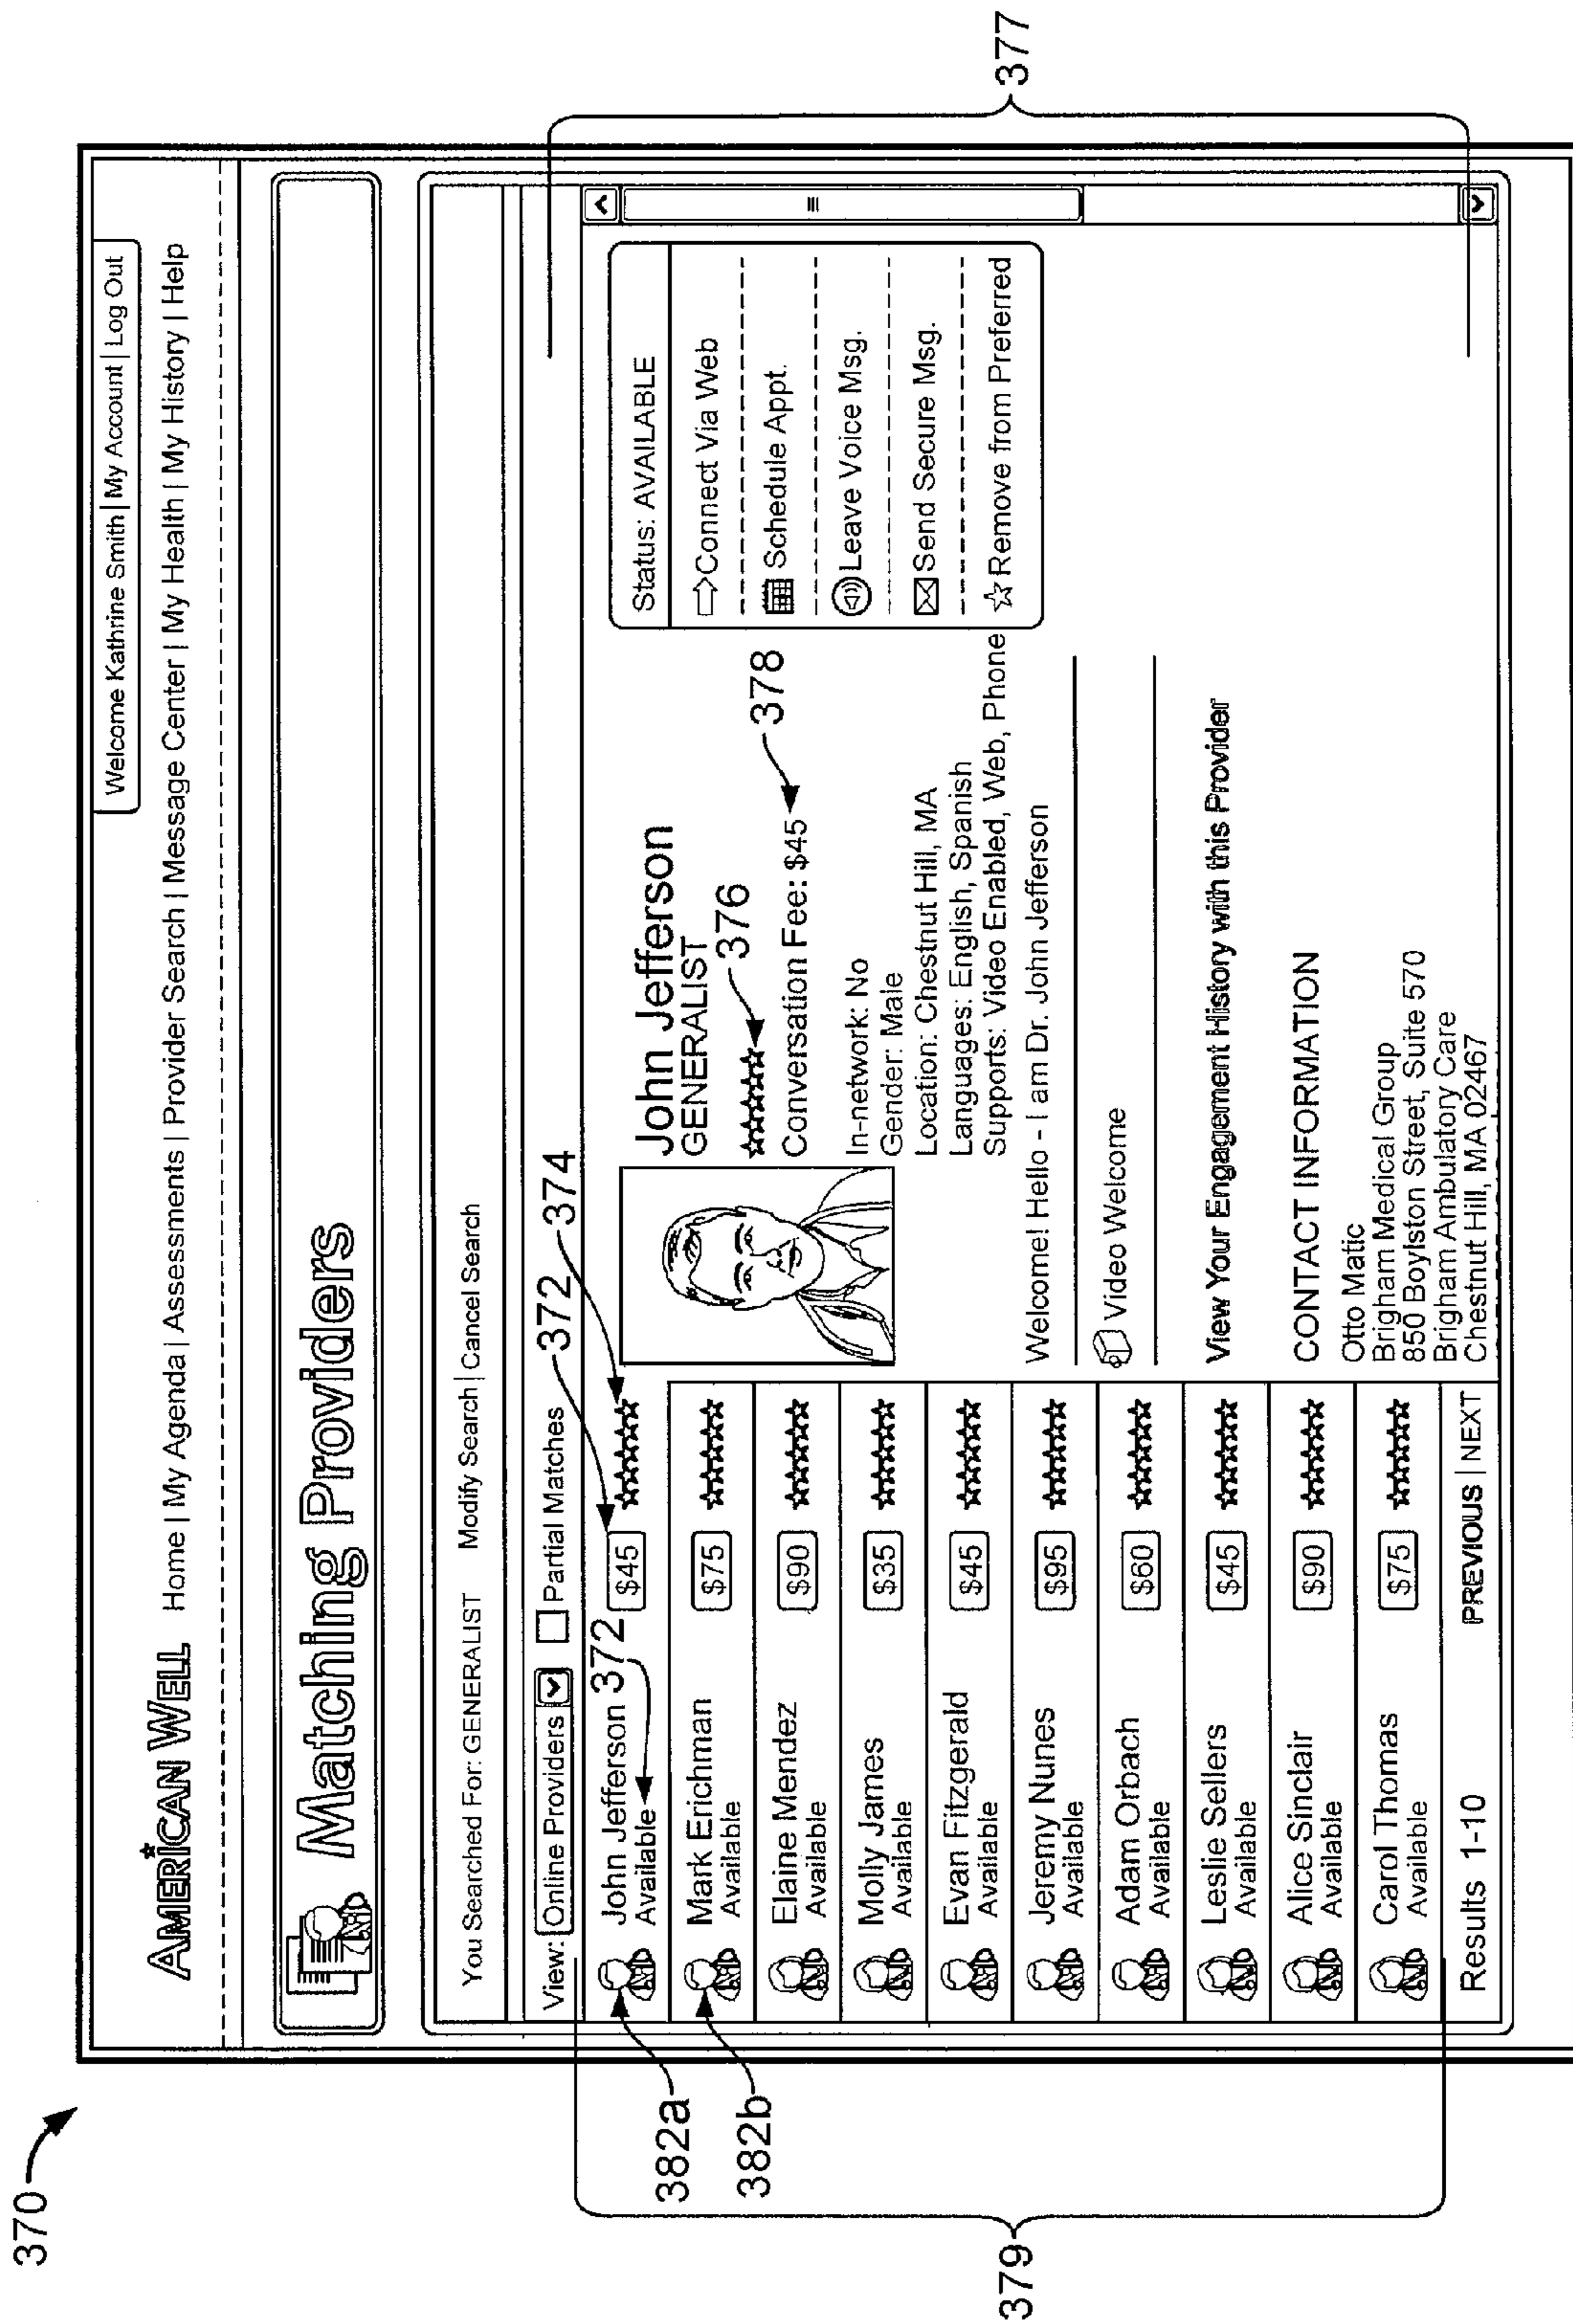 370
Welcome Kathrine Smith | My Account | Log Out
AMERICAN WELL
Home | My Agenda | Assessments | Provider Search | Message Center | My Health | My History | Help
Matching Providers
You Searched For: GENERALIST Modify Search | Cancel Search
View: Online Providers Partial Matches
372
374
372
John Jefferson
Available
$45
Mark Erichman
Available
$75
Elaine Mendez
Available
$90
Molly James
Available
$35
Evan Fitzgerald
Available
$45
Jeremy Nunes
Available
$95
Adam Orbach
Available
$60
Leslie Sellers
Available
$45
Alice Sinclair
Available
$90
Carol Thomas
Available
$75
Results 1-10 PREVIOUS | NEXT
382a
382b
379
John Jefferson
GENERALIST
376
Conversation Fee: $45
378
In-network: No
Gender: Male
Location: Chestnut Hill, MA
Languages: English, Spanish
Supports: Video Enabled, Web, Phone
Welcome! Hello - I am Dr. John Jefferson
Video Welcome
View Your Engagement History with this Provider
CONTACT INFORMATION
Otto Matic
Brigham Medical Group
850 Boylston Street, Suite 570
Brigham Ambulatory Care
Chestnut Hill, MA 02467
Status: AVAILABLE
Connect Via Web
Schedule Appt.
Leave Voice Msg.
Send Secure Msg.
Remove from Preferred
377